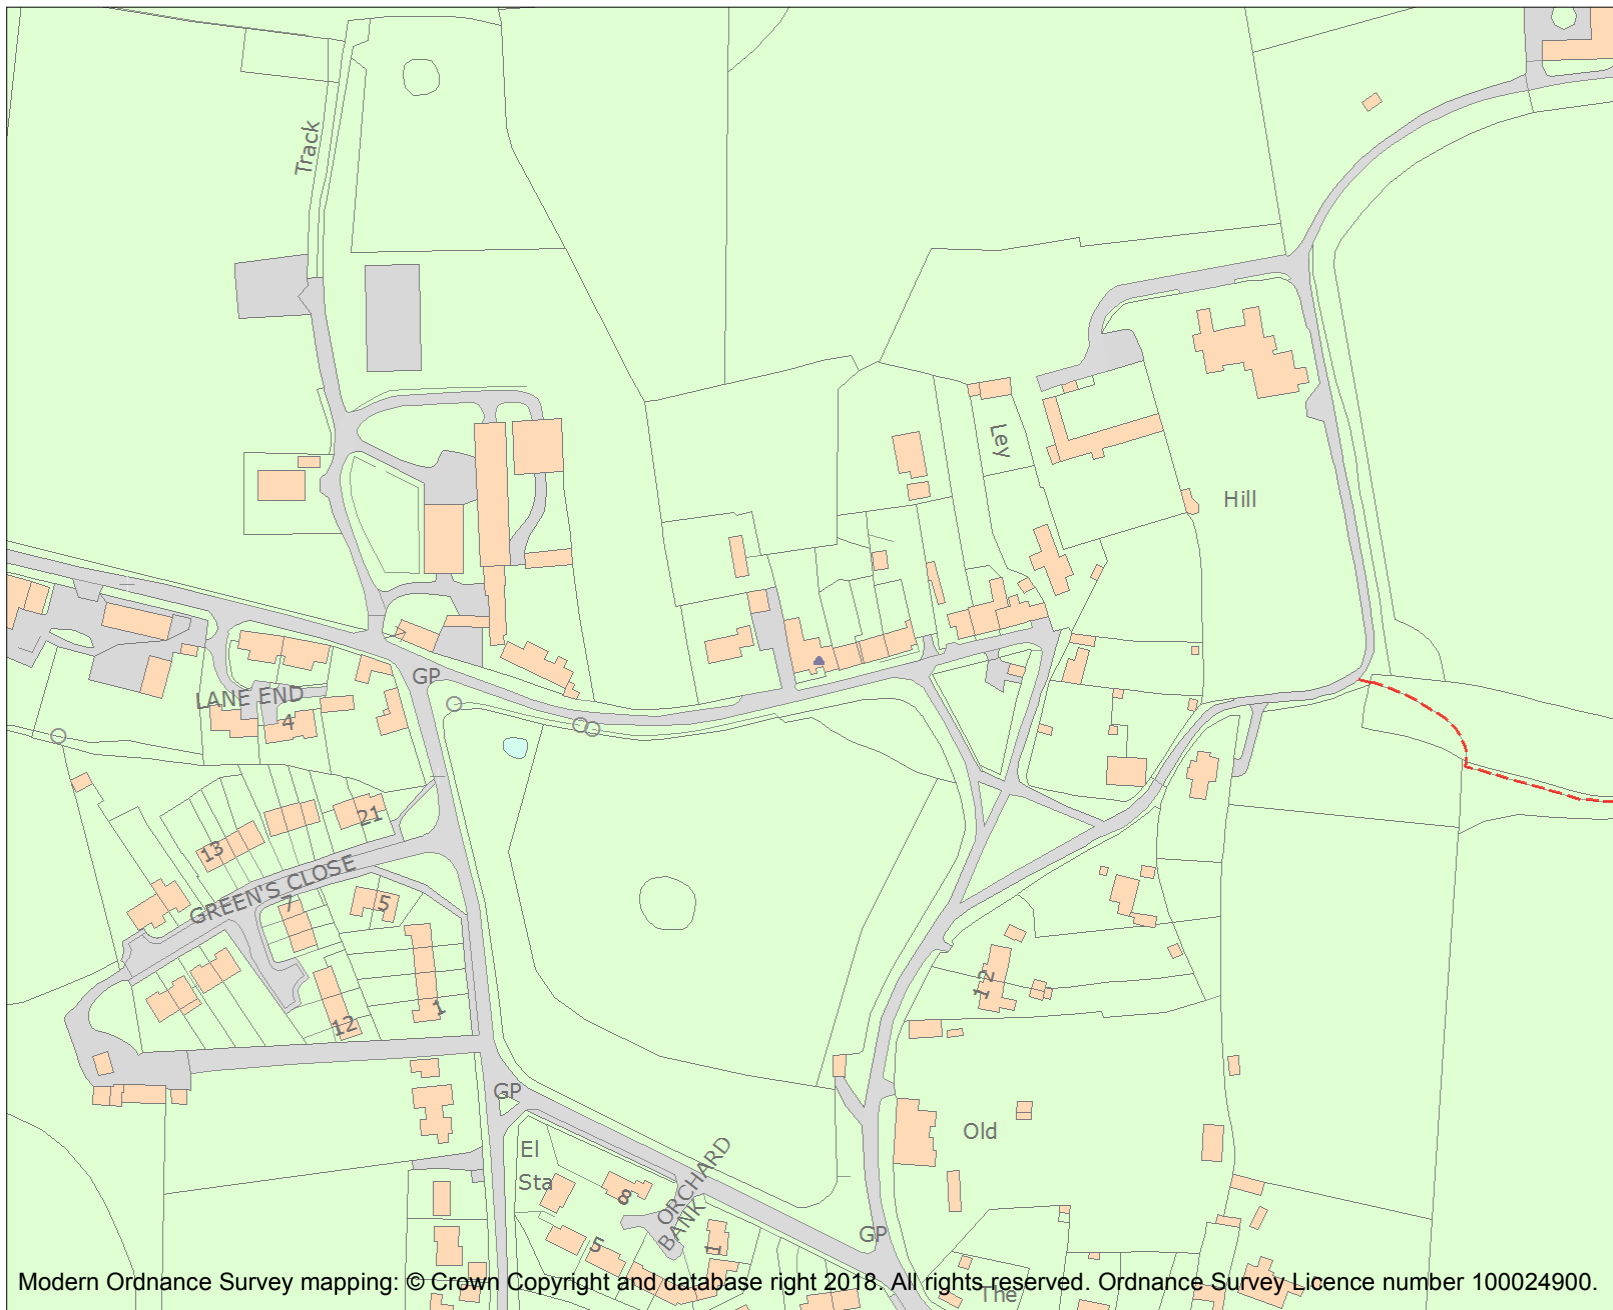 Track
Ley
Hill
GP
LANE END
4
21
13
GREEN'S CLOSE
7
5
12
1
12
GP
Old
El
Sta
8
ORCHARD
BANK
5
1
GP
The
Modern Ordnance Survey mapping: © Crown Copyright and database right 2018. All rights reserved. Ordnance Survey Licence number 100024900.